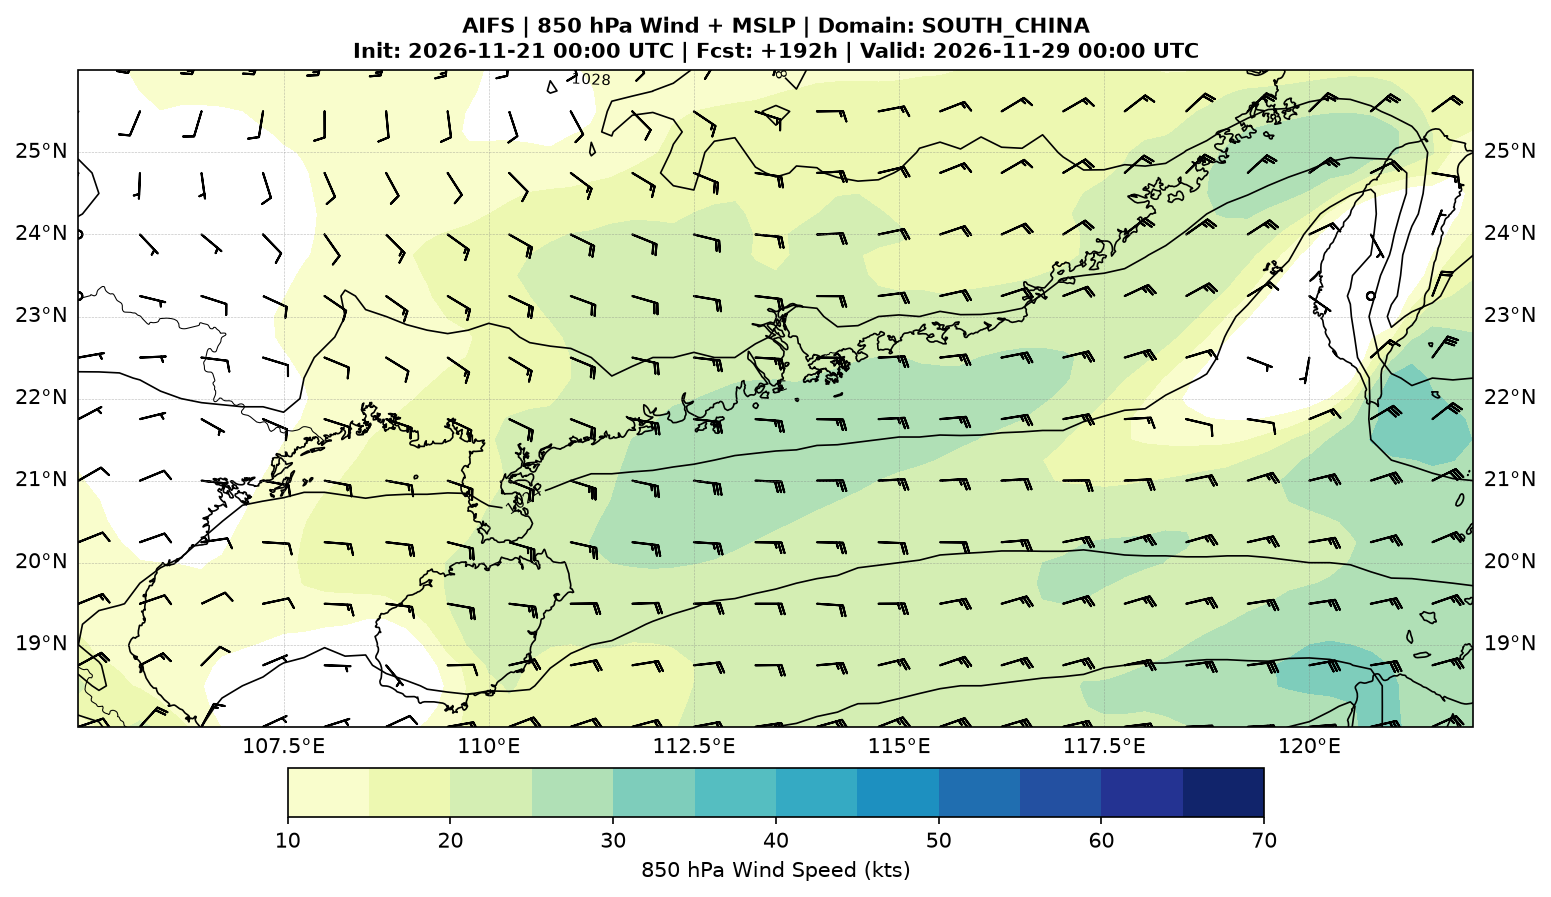 AIFS | 850 hPa Wind + MSLP | Domain: SOUTH_CHINA
Init: 2026-11-21 00:00 UTC | Fcst: +192h | Valid: 2026-11-29 00:00 UTC
1028
25°N 25°N
24°N 24°N
23°N 23°N
22°N 22°N
21°N 21°N
20°N 20°N
19°N 19°N
107.5°E 110°E 112.5°E 115°E 117.5°E 120°E
10 20 30 40 50 60 70
850 hPa Wind Speed (kts)